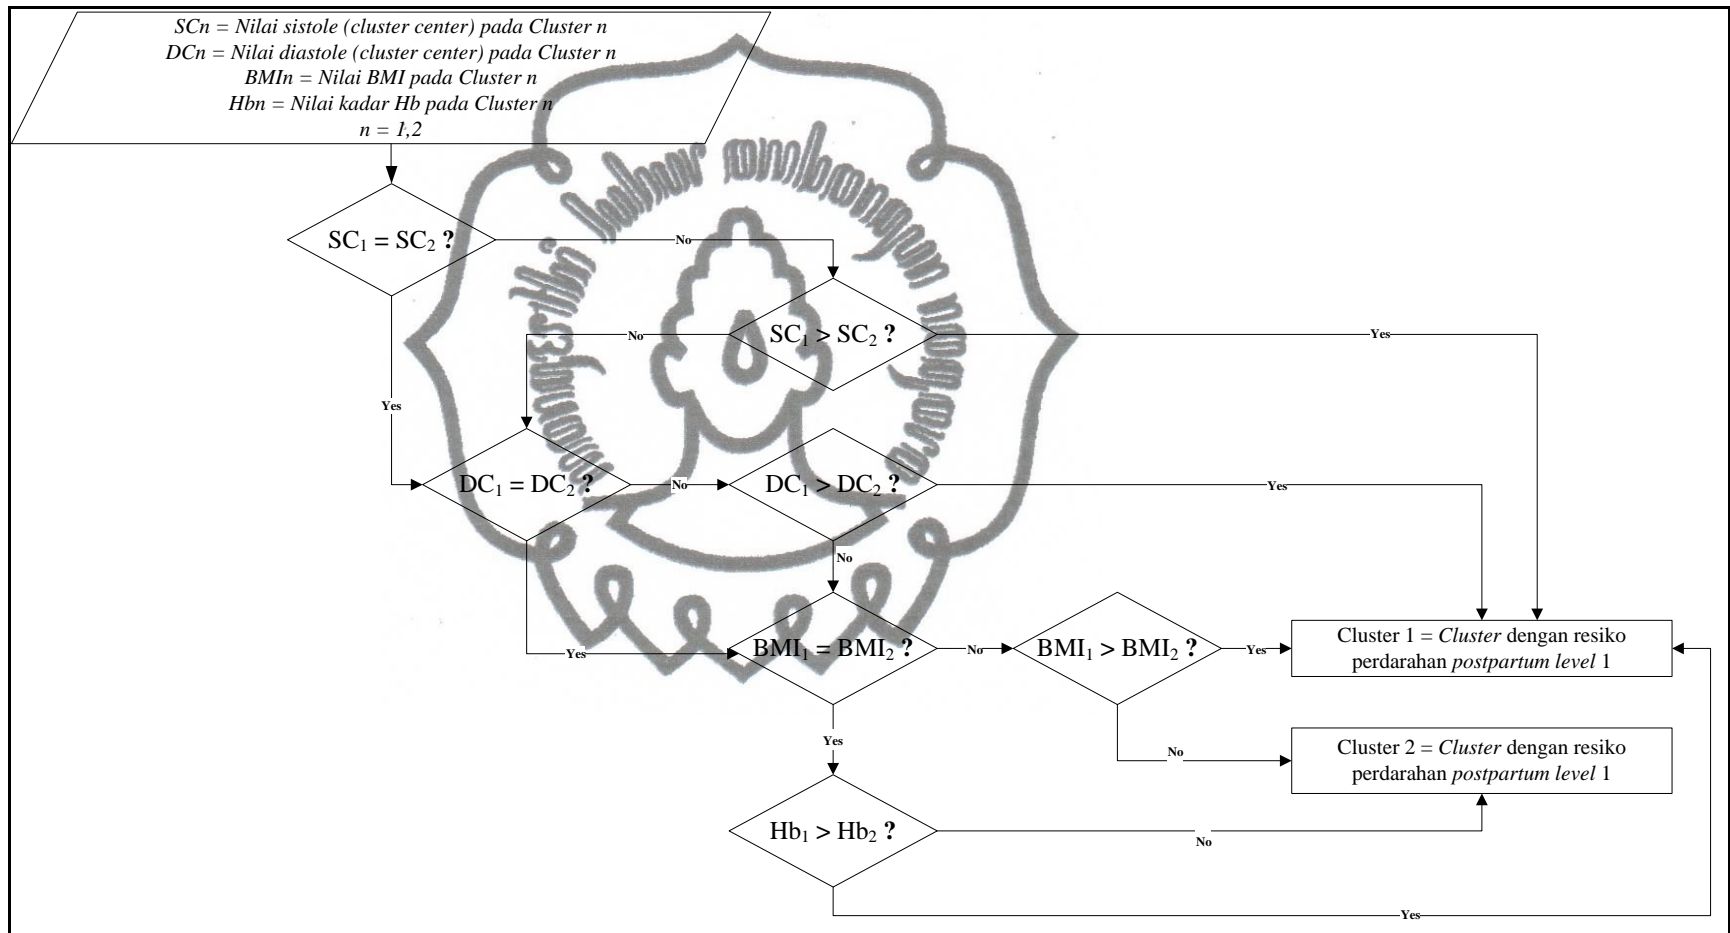 SCn = Nilai sistole (cluster center) pada Cluster n
DCn = Nilai diastole (cluster center) pada Cluster n
BMIn = Nilai BMI pada Cluster n
Hbn = Nilai kadar Hb pada Cluster n
n = 1,2
SC₁ = SC₂ ?
No
SC₁ > SC₂ ?
No
Yes
Yes
DC₁ = DC₂ ?
No
DC₁ > DC₂ ?
Yes
No
BMI₁ = BMI₂ ?
No
BMI₁ > BMI₂ ?
Yes
Cluster 1 = Cluster dengan resiko
perdarahan postpartum level 1
Yes
Yes
No
Cluster 2 = Cluster dengan resiko
perdarahan postpartum level 1
Hb₁ > Hb₂ ?
No
Yes